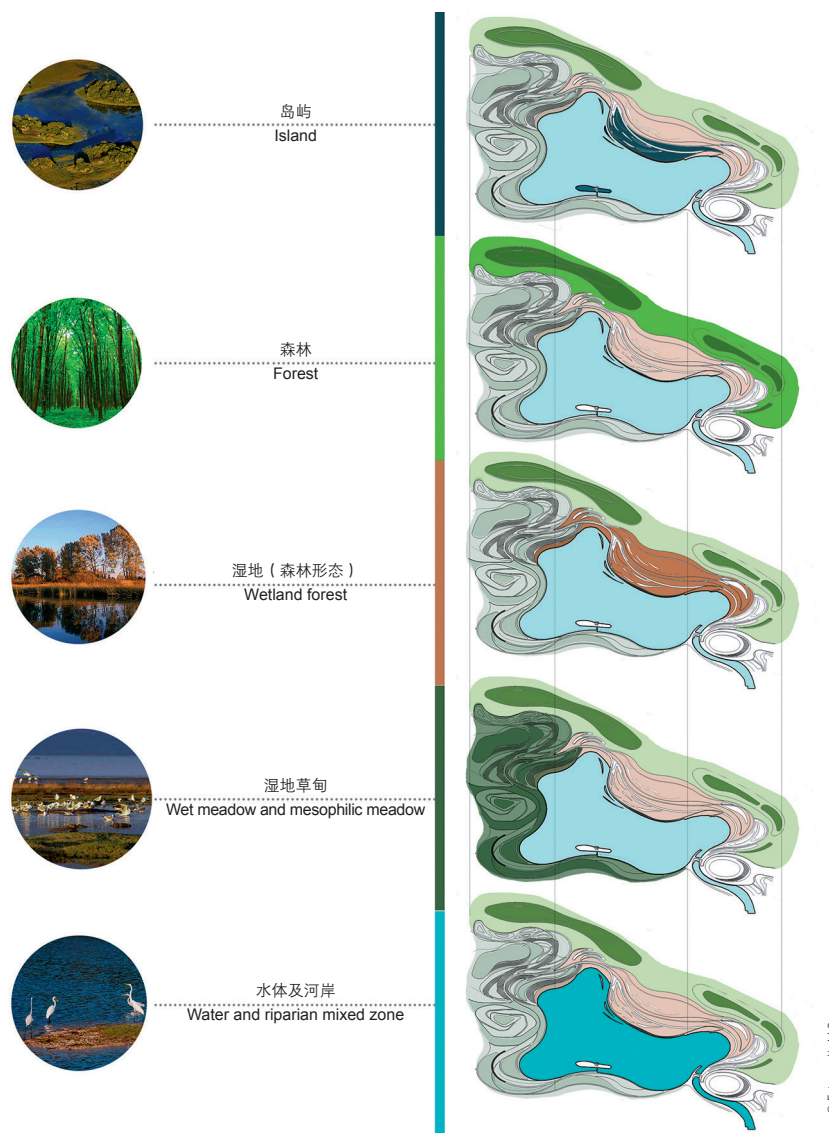 岛屿
Island
森林
Forest
湿地（森林形态）
Wetland forest
湿地草甸
Wet meadow and mesophilic meadow
水体及河岸
Water and riparian mixed zone